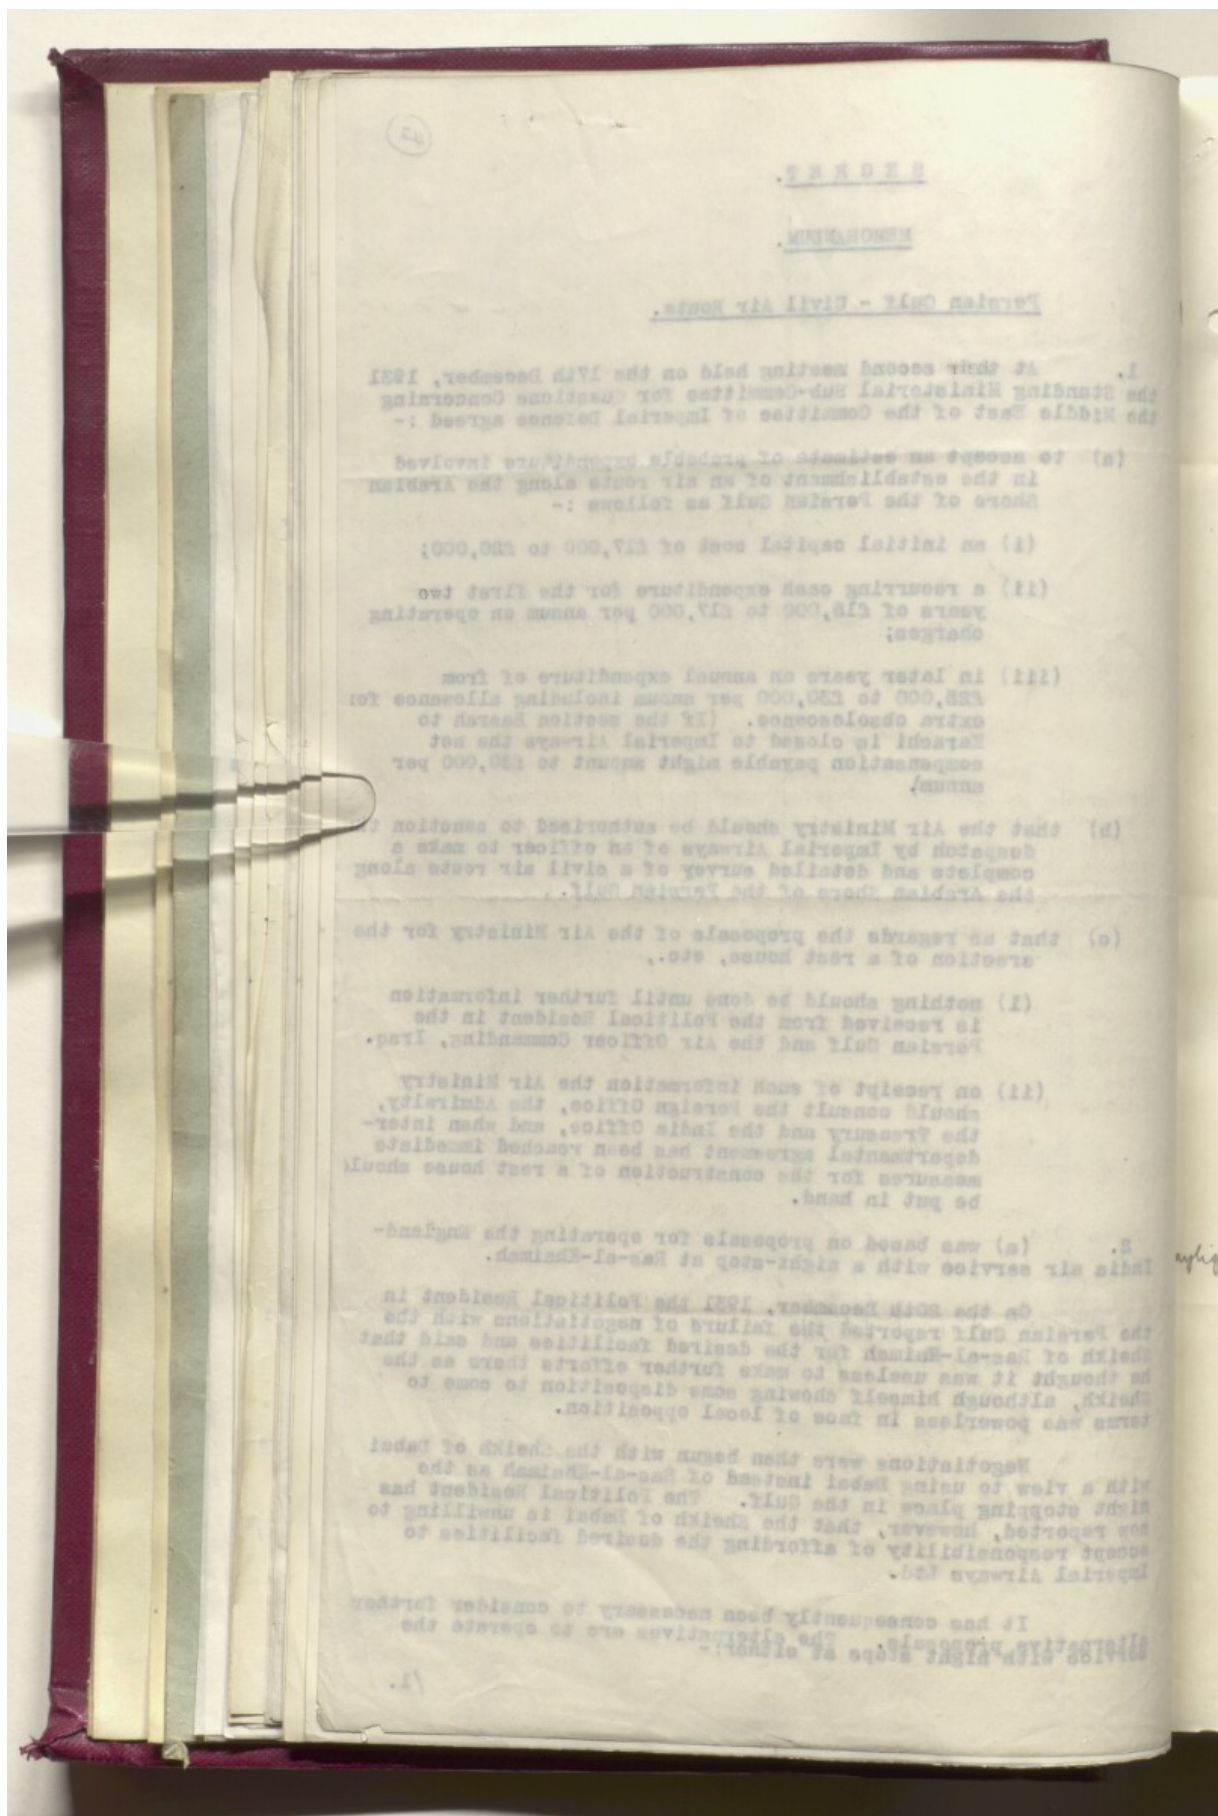 S E C R E T.
MEMORANDUM.
Persian Gulf - Civil Air Route.
1. At their second meeting held on the 17th December, 1931
the Standing Ministerial Sub-Committee for Questions Concerning
the Middle East of the Committee of Imperial Defence agreed :-
(a) to accept an estimate of probable expenditure involved
in the establishment of an air route along the Arabian
Shore of the Persian Gulf as follows :-
(i) an initial capital cost of £17,000 to £20,000;
(ii) a recurring cash expenditure for the first two
years of £16,000 to £17,000 per annum on operating
charges;
(iii) in later years an annual expenditure of from
£25,000 to £30,000 per annum including allowance for
extra obsolescence. (If the section Basrah to
Karachi is closed to Imperial Airways the net
compensation payable might amount to £30,000 per
annum)
(b) that the Air Ministry should be authorised to sanction
despatch by Imperial Airways of an officer to make a
complete and detailed survey of a civil air route along
the Arabian Shore of the Persian Gulf.
(c) that as regards the proposals of the Air Ministry for the
erection of a rest house, etc.,
(i) nothing should be done until further information
is received from the Political Resident in the
Persian Gulf and the Air Officer Commanding, Iraq.
(ii) on receipt of such information the Air Ministry
should consult the Foreign Office, the Admiralty,
the Treasury and the India Office, and when inter-
departmental agreement has been reached immediate
measures for the construction of a rest house should
be put in hand.
2. (a) was based on proposals for operating the England-
India air service with a night-stop at Ras-al-Khaimah.
On the 20th December, 1931 the Political Resident in
the Persian Gulf reported the failure of negotiations with the
Sheikh of Ras-al-Khaimah for the desired facilities and said that
he thought it was useless to make further efforts there as the
Sheikh, although himself showing some disposition to come to
terms was powerless in face of local opposition.
Negotiations were then begun with the Sheikh of Dabai
with a view to using Dabai instead of Ras-al-Khaimah as the
night stopping place in the Gulf. The Political Resident has
now reported, however, that the Sheikh of Dabai is unwilling to
accept responsibility of affording the desired facilities to
Imperial Airways Ltd.
It has consequently been necessary to consider further
alternative proposals. The alternatives are to operate the
service with night stops at either:-
/1.